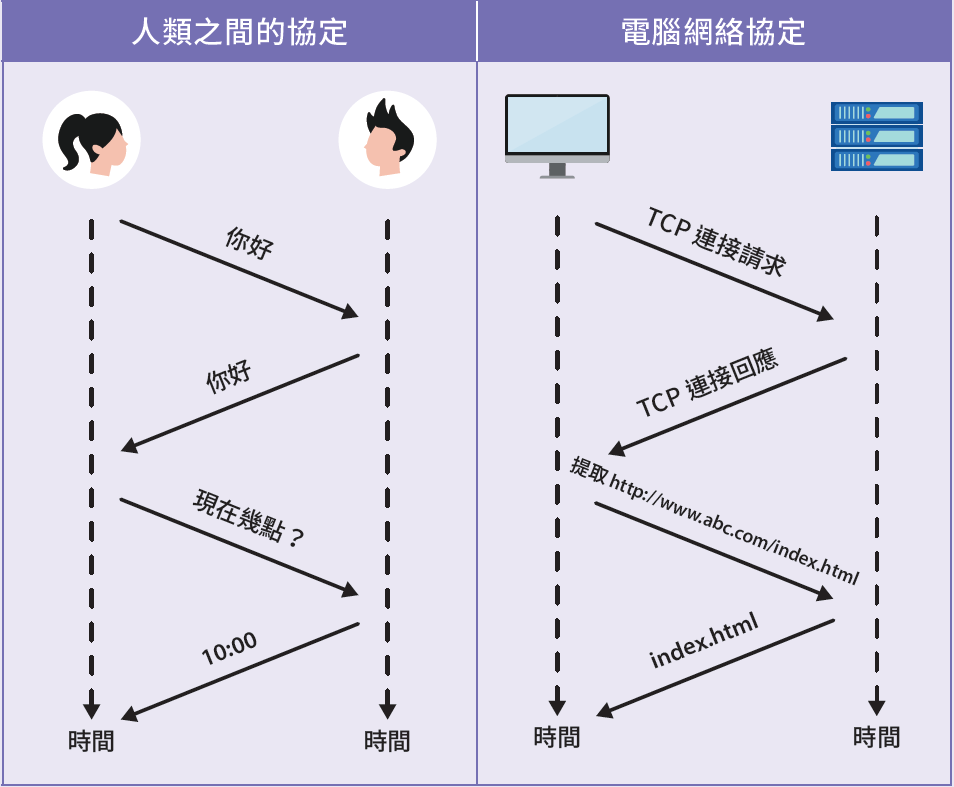 人類之間的協定
電腦網絡協定
你好
你好
現在幾點？
10:00
時間
時間
TCP 連接請求
TCP 連接回應
提取 http://www.abc.com/index.html
index.html
時間
時間